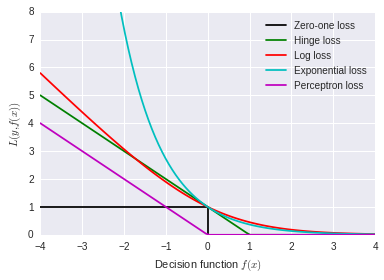 8
7
6
5
4
3
2
1
0
L(y, f(x))
Zero-one loss
Hinge loss
Log loss
Exponential loss
Perceptron loss
−4 −3 −2 −1 0 1 2 3 4
Decision function f(x)